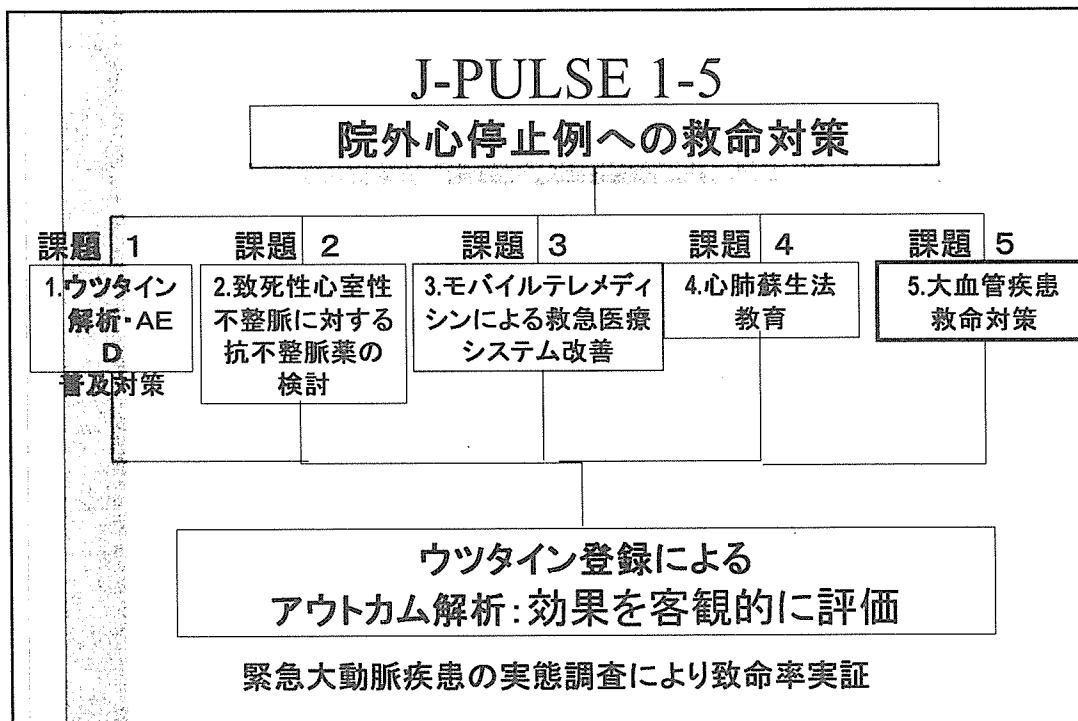 J-PULSE 1-5
院外心停止例への救命対策
課題 1
課題 2
課題 3
課題 4
課題 5
1.ウツタイン
解析・AE
D
普及対策
2.致死性心室性
不整脈に対する
抗不整脈薬の
検討
3.モバイルテレメディ
シンによる救急医療
システム改善
4.心肺蘇生法
教育
5.大血管疾患
救命対策
ウツタイン登録による
アウトカム解析:効果を客観的に評価
緊急大動脈疾患の実態調査により致命率実証